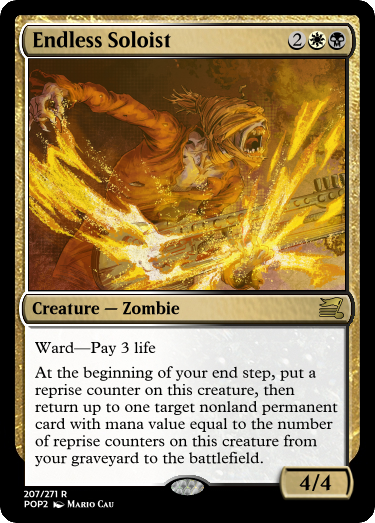 Endless Soloist 2
Creature — Zombie
Ward—Pay 3 life
At the beginning of your end step, put a
reprise counter on this creature, then
return up to one target nonland permanent
card with mana value equal to the number
of reprise counters on this creature from
your graveyard to the battlefield.
4/4
207/271 R
POP2 Mario Cau